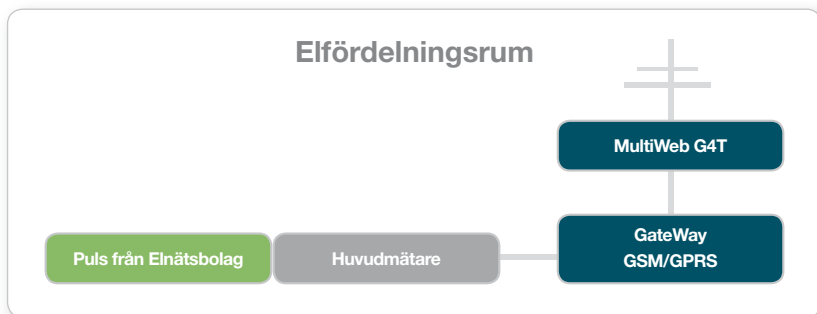 Elfördelningsrum
MultiWeb G4T
Puls från Elnätsbolag
Huvudmätare
GateWay
GSM/GPRS